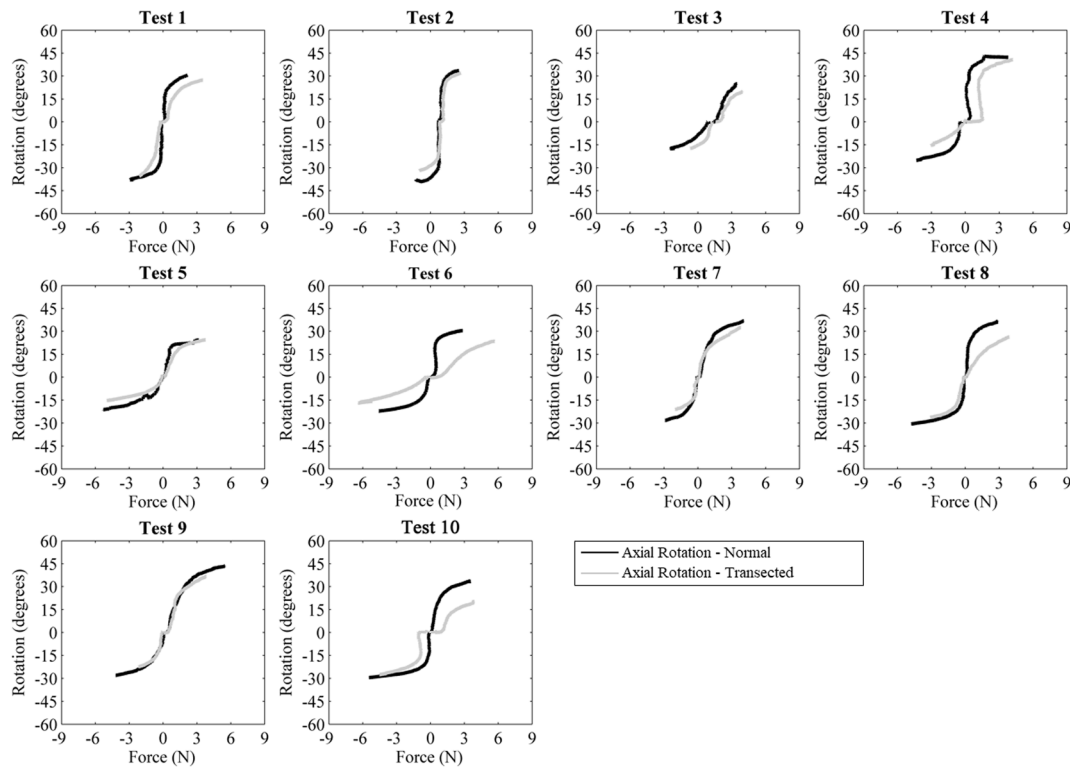 Test 1 Test 2 Test 3 Test 4
60 60 60 60
45 45 45 45
30 30 30 30
15 15 15 15
0 0 0 0
-15 -15 -15 -15
-30 -30 -30 -30
-45 -45 -45 -45
-60 -60 -60 -60
Rotation (degrees) Rotation (degrees) Rotation (degrees) Rotation (degrees)
-9 -6 -3 0 3 6 9 -9 -6 -3 0 3 6 9 -9 -6 -3 0 3 6 9 -9 -6 -3 0 3 6 9
Force (N) Force (N) Force (N) Force (N)
Test 5 Test 6 Test 7 Test 8
60 60 60 60
45 45 45 45
30 30 30 30
15 15 15 15
0 0 0 0
-15 -15 -15 -15
-30 -30 -30 -30
-45 -45 -45 -45
-60 -60 -60 -60
Rotation (degrees) Rotation (degrees) Rotation (degrees) Rotation (degrees)
-9 -6 -3 0 3 6 9 -9 -6 -3 0 3 6 9 -9 -6 -3 0 3 6 9 -9 -6 -3 0 3 6 9
Force (N) Force (N) Force (N) Force (N)
Test 9 Test 10
60 60
45 45
30 30
15 15
0 0
-15 -15
-30 -30
-45 -45
-60 -60
Rotation (degrees) Rotation (degrees)
-9 -6 -3 0 3 6 9 -9 -6 -3 0 3 6 9
Force (N) Force (N)
Axial Rotation - Normal
Axial Rotation - Transected